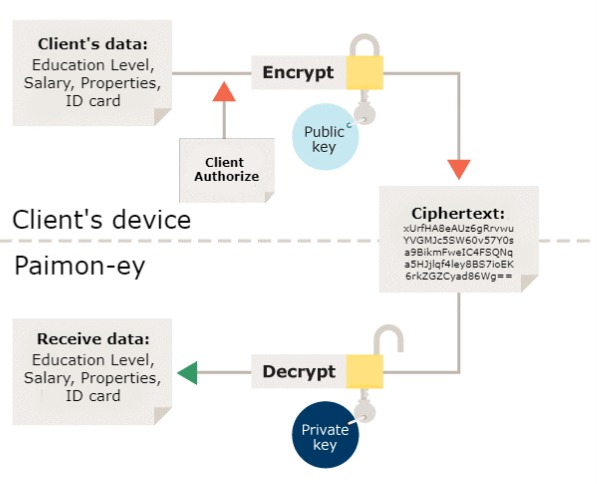 Client's data:
Education Level,
Salary, Properties,
ID card
Encrypt
Public
key
Client
Authorize
Client's device
Ciphertext:
xUrfHA8eAUz6gRrvwu
YVGMJc5SW60v57Y0s
a9BikmFweIC4FSQNq
a5HJjlqf4ley8BS7ioEK
6rkZGZCyad86Wg==
Paimon-ey
Receive data:
Education Level,
Salary, Properties,
ID card
Decrypt
Private
key